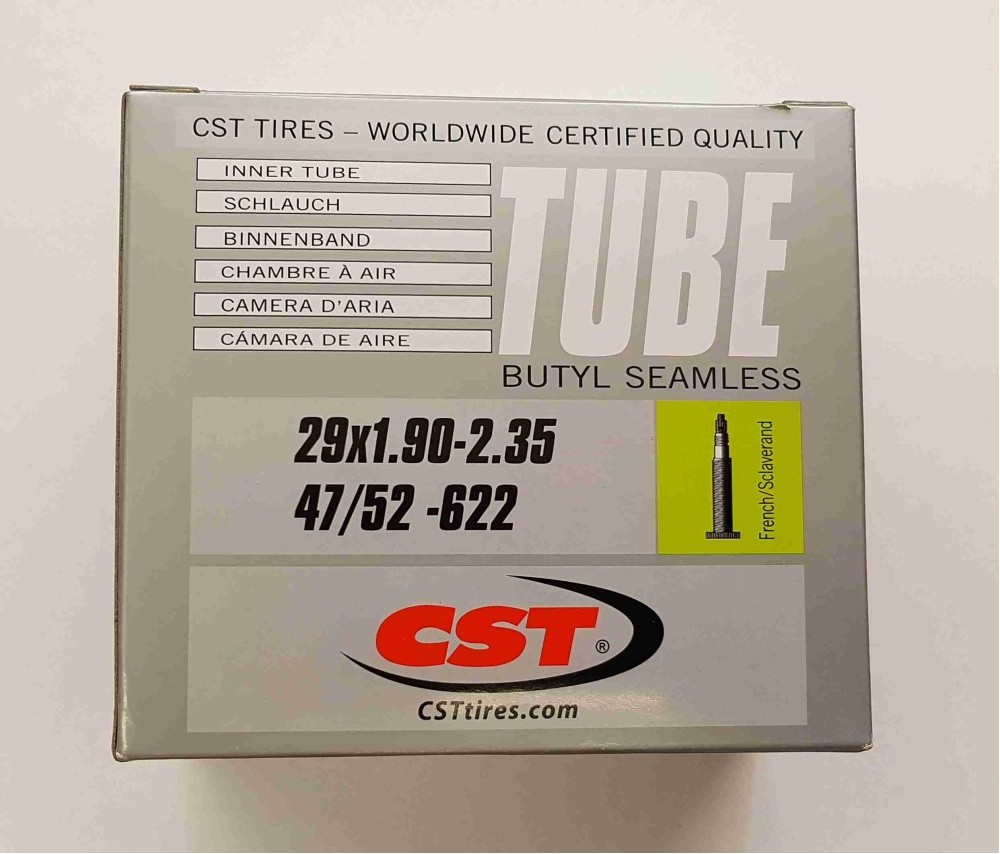 CST TIRES – WORLDWIDE CERTIFIED QUALITY
INNER TUBE
SCHLAUCH
BINNENBAND
CHAMBRE À AIR
CAMERA D'ARIA
CÁMARA DE AIRE
TUBE
BUTYL SEAMLESS
29x1.90-2.35
47/52 -622
French/Sclaverand
CST®
CSTtires.com